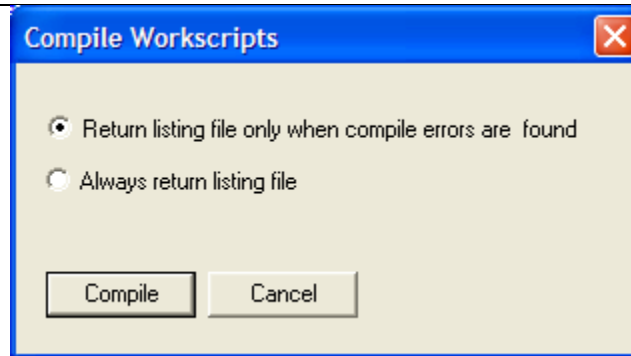 Compile Workscripts
Return listing file only when compile errors are  found
Always return listing file
Compile
Cancel